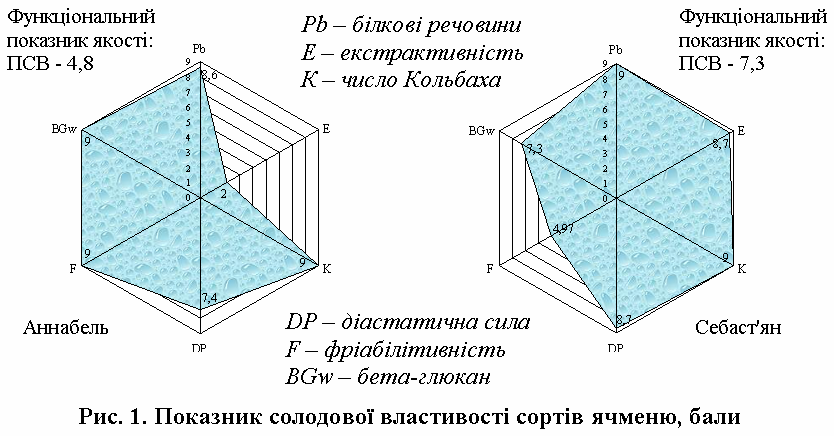 Функціональний
показник якості:
ПСВ - 4,8
Pb – білкові речовини
E – екстрактивність
К – число Кольбаха
Функціональний
показник якості:
ПСВ - 7,3
Pb
9
8
7
6
5
4
3
2
1
0
8,6
E
2
K
9
DP
7,4
F
9
BGw
9
Pb
9
8
7
6
5
4
3
2
1
0
9
E
8,7
K
9
DP
8,7
F
4,97
BGw
7,3
Аннабель
DP – діастатична сила
F – фріабілітивність
BGw – бета-глюкан
Себаст'ян
Рис. 1. Показник солодової властивості сортів ячменю, бали